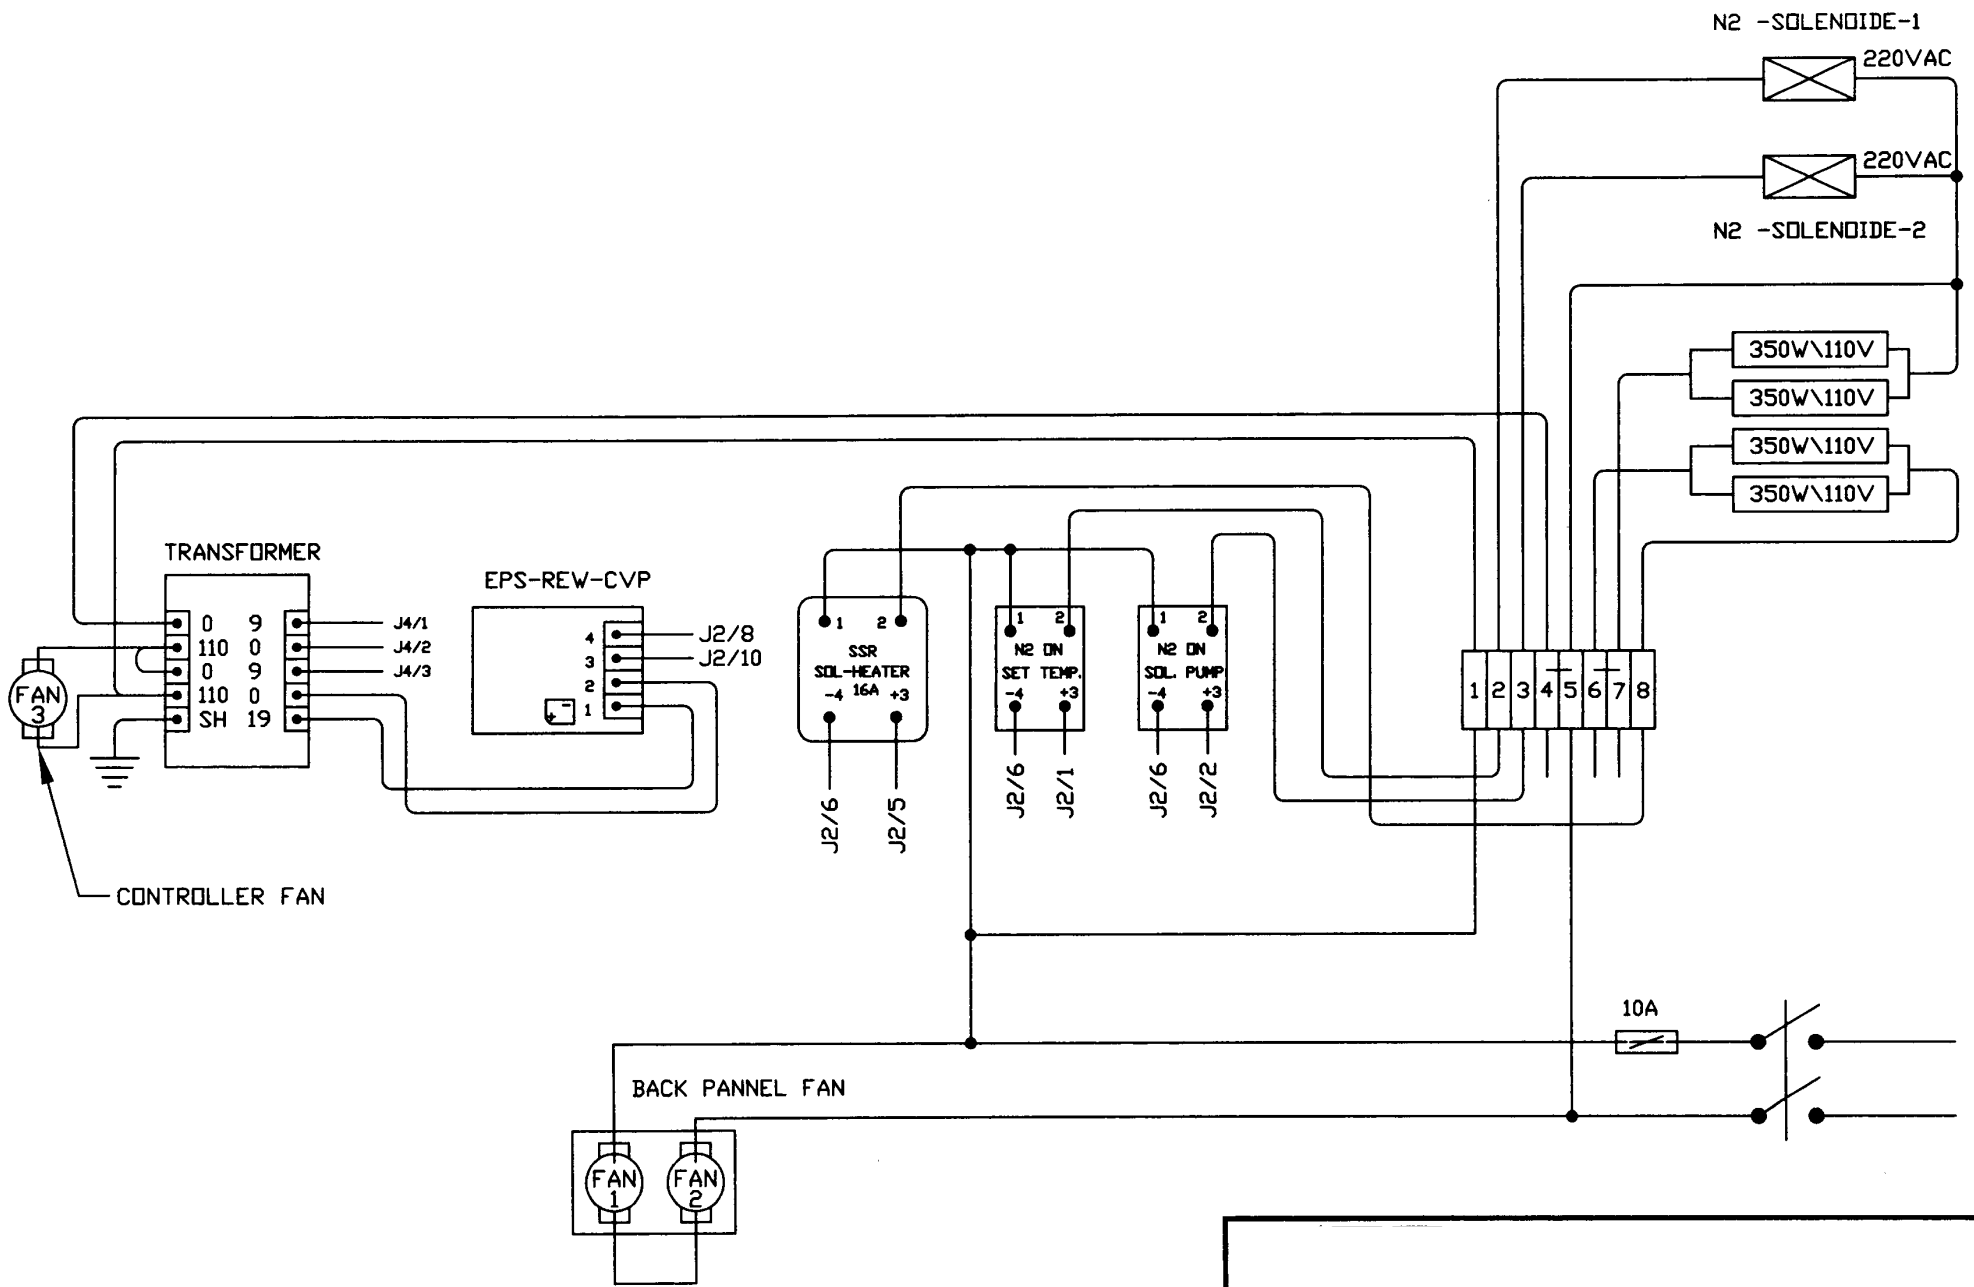 N2 -SOLENOIDE-1
220VAC
220VAC
N2 -SOLENOIDE-2
350W\110V
350W\110V
350W\110V
350W\110V
TRANSFORMER
0 9 J4/1
110 0 J4/2
0 9 J4/3
110 0
SH 19
FAN
3
CONTROLLER FAN
EPS-REW-CVP
4 J2/8
3 J2/10
2
1
+ -
1 2
SSR
SOL-HEATER
16A
-4 +3
J2/6 J2/5
1 2
N2 ON
SET TEMP.
-4 +3
J2/6 J2/1
1 2
N2 ON
SOL. PUMP
-4 +3
J2/6 J2/2
1 2 3 4 5 6 7 8
10A
BACK PANNEL FAN
FAN
1
FAN
2